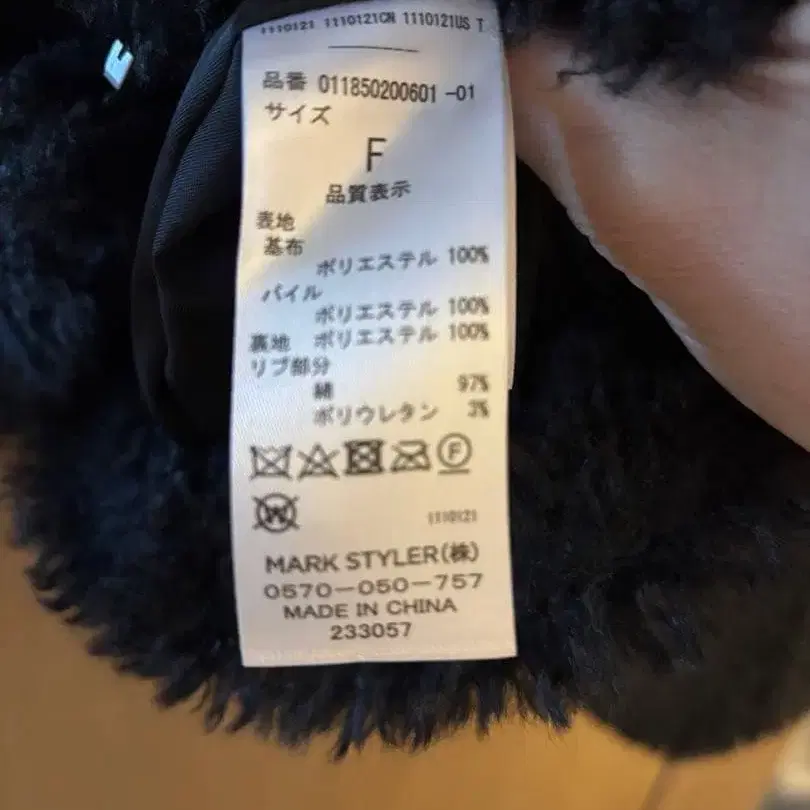 1110121 1110121CN 1110121US T
品番 011850200601 -01
サイズ
F
品質表示
表地
基布
ポリエステル 100%
パイル
ポリエステル 100%
裏地 ポリエステル 100%
リブ部分
綿 97%
ポリウレタン 3%
F
W
1110121
MARK STYLER(株)
0570-050-757
MADE IN CHINA
233057